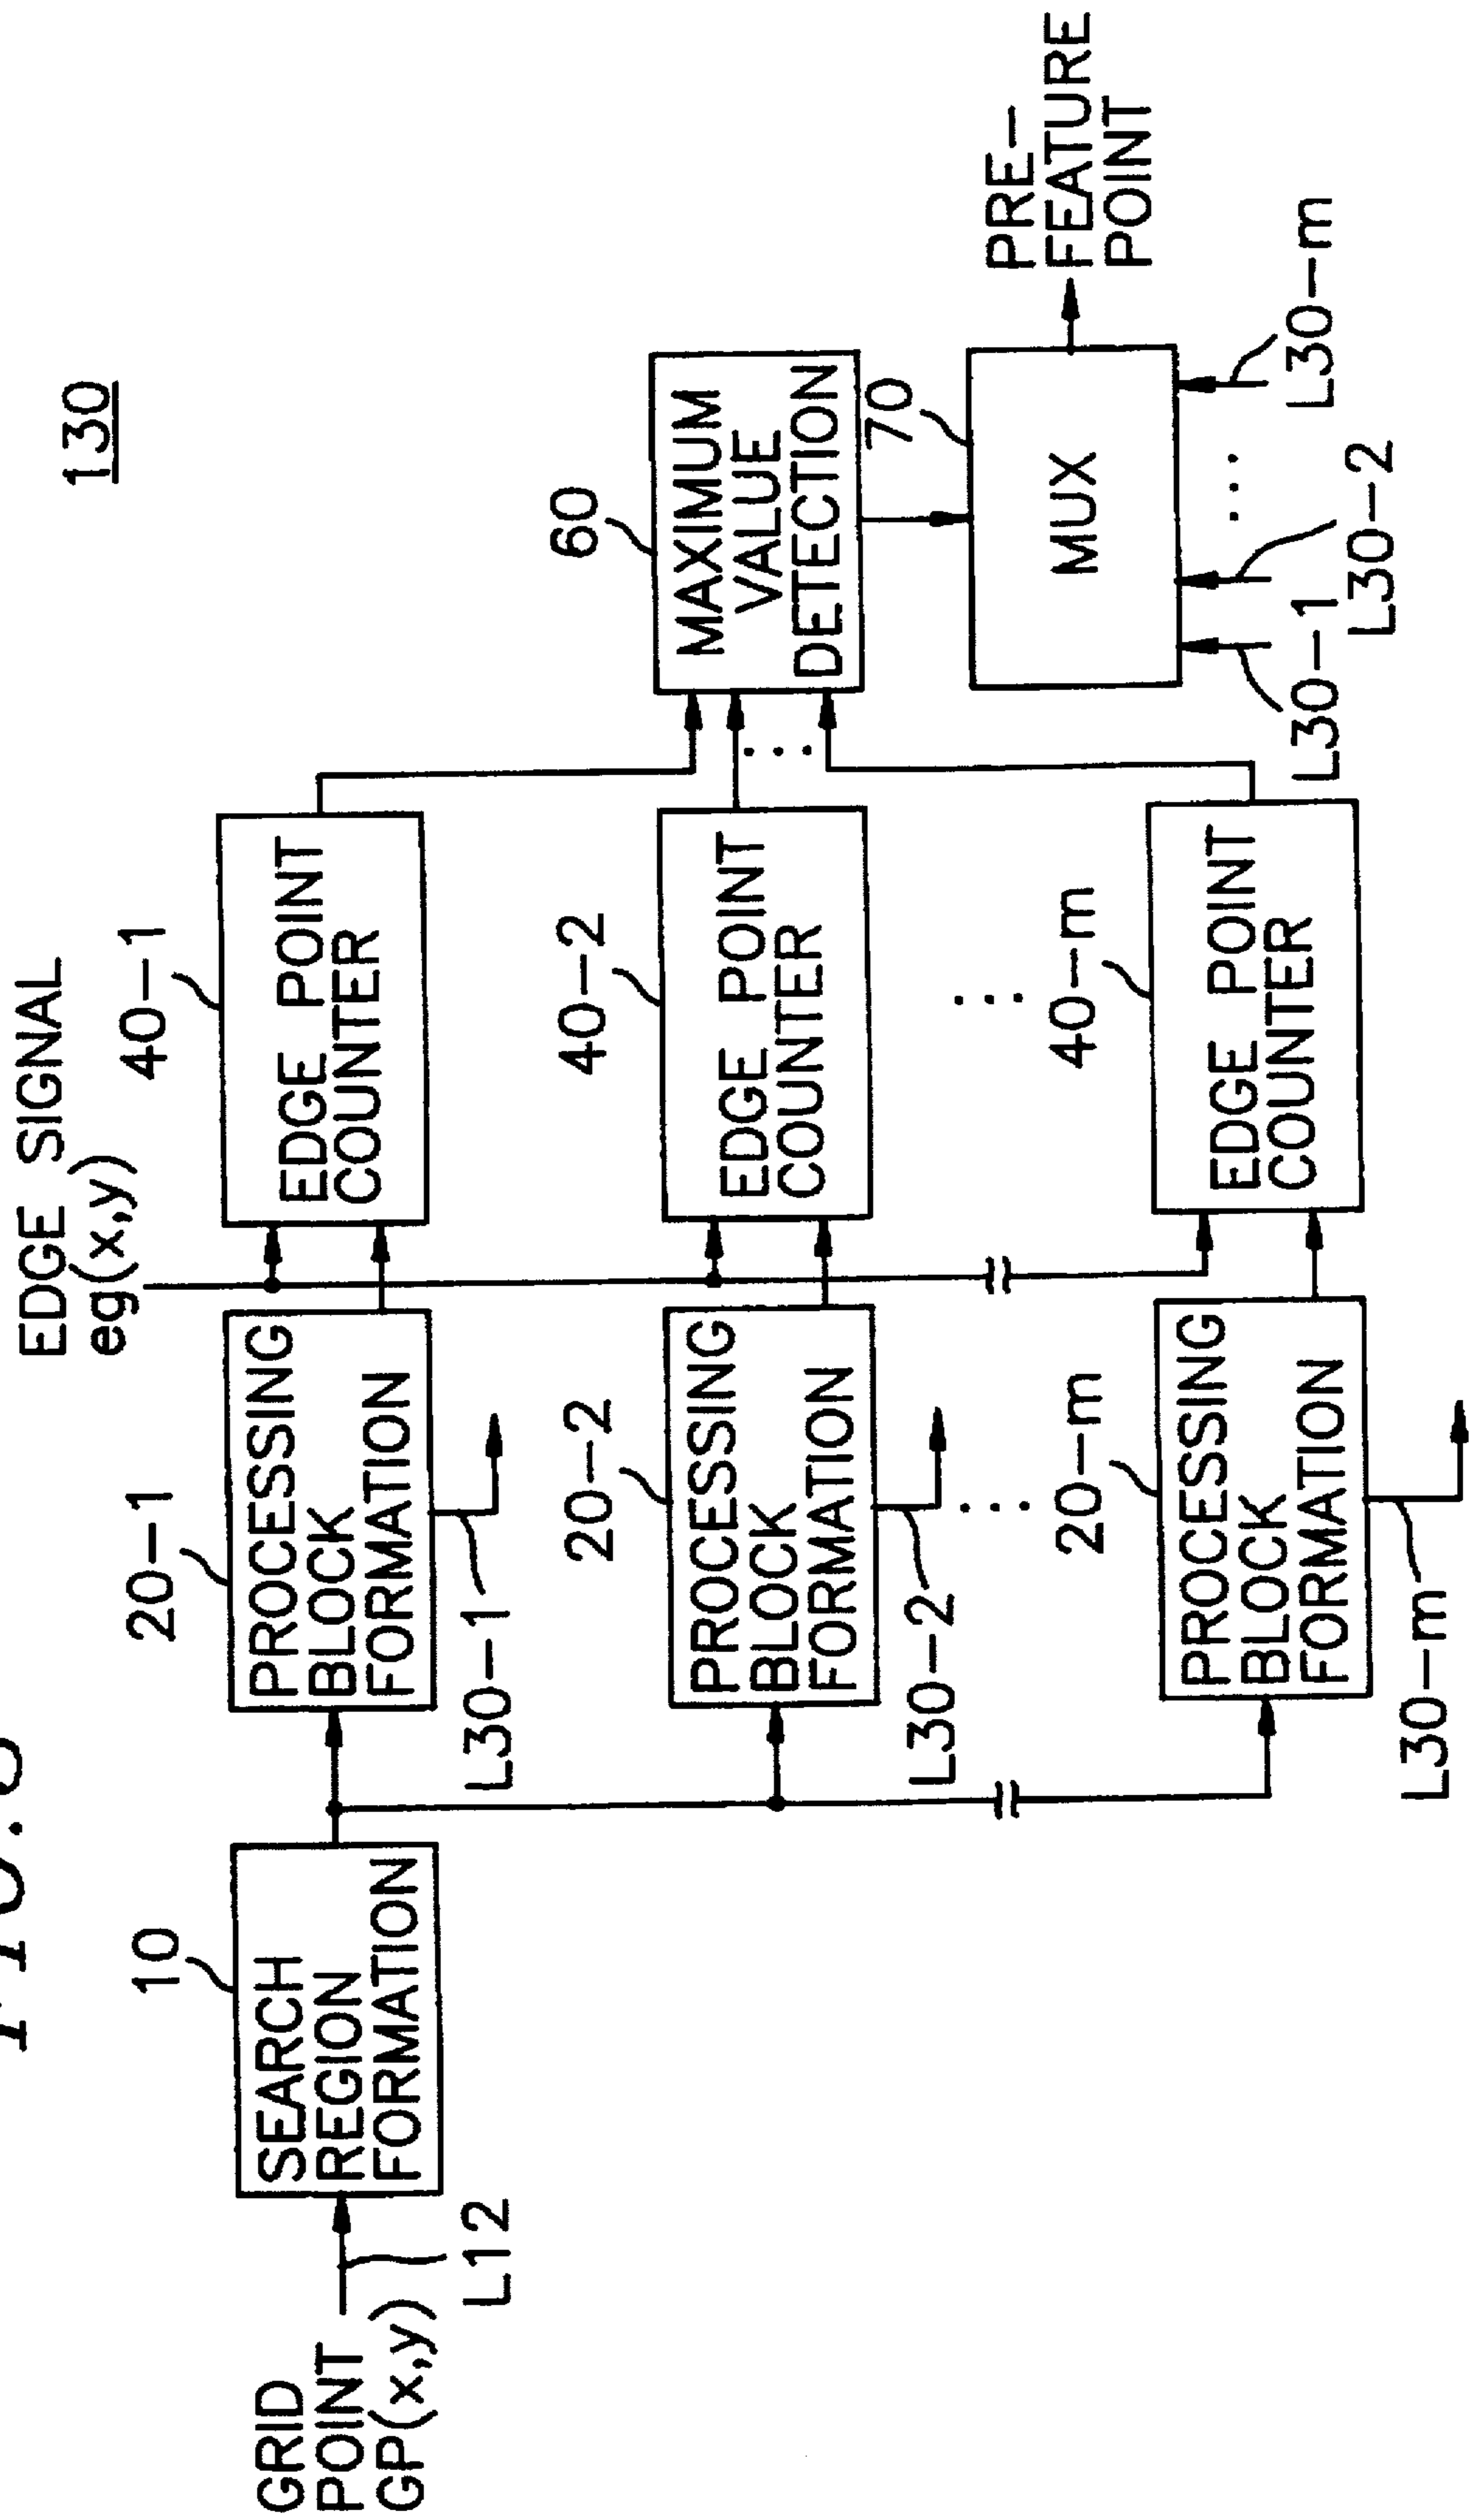 130
EDGE SIGNAL
eg(x,y)
GRID
POINT
GP(x,y)
L12
10
SEARCH
REGION
FORMATION
20-1
PROCESSING
BLOCK
FORMATION
L30-1
40-1
EDGE POINT
COUNTER
20-2
PROCESSING
BLOCK
FORMATION
L30-2
40-2
EDGE POINT
COUNTER
60
MAXIMUM
VALUE
DETECTION
20-m
PROCESSING
BLOCK
FORMATION
L30-m
40-m
EDGE POINT
COUNTER
70
MUX
L30-1
L30-2
L30-m
PRE-
FEATURE
POINT